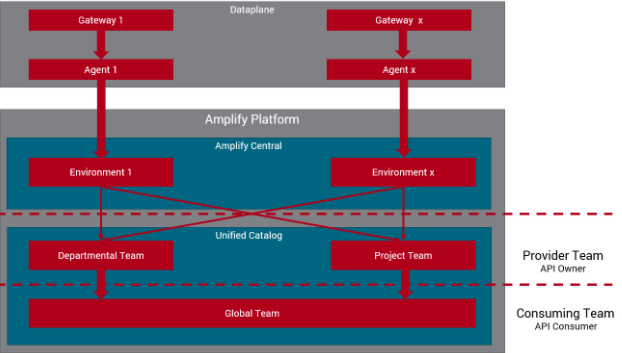 Dataplane
Gateway 1
Gateway x
Agent 1
Agent x
Amplify Platform
Amplify Central
Environment 1
Environment x
Unified Catalog
Departmental Team
Project Team
Provider Team
API Owner
Global Team
Consuming Team
API Consumer